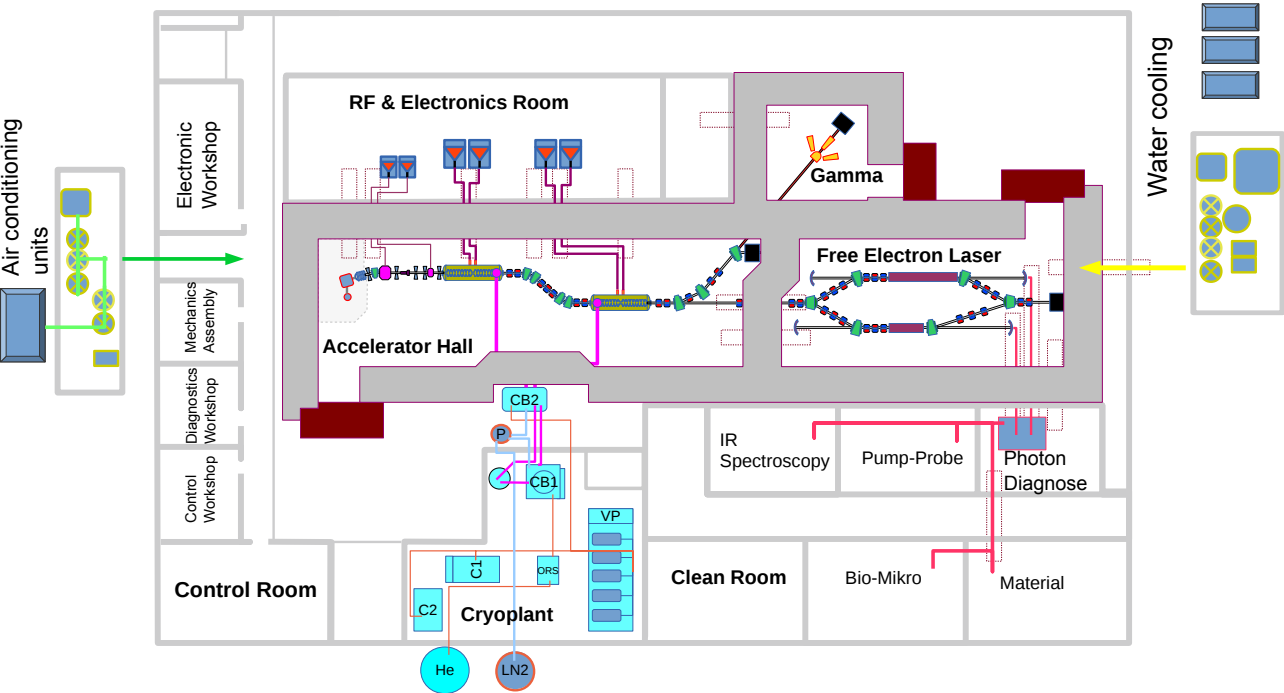 Air conditioning
units
Electronic
Workshop
RF & Electronics Room
Gamma
Water cooling
Free Electron Laser
Mechanics
Assembly
Accelerator Hall
Diagnostics
Workshop
CB2
P
IR
Spectroscopy
Pump-Probe
Photon
Diagnose
Control
Workshop
CB1
VP
C1
ORS
Control Room
C2
Cryoplant
Clean Room
Bio-Mikro
Material
He
LN2